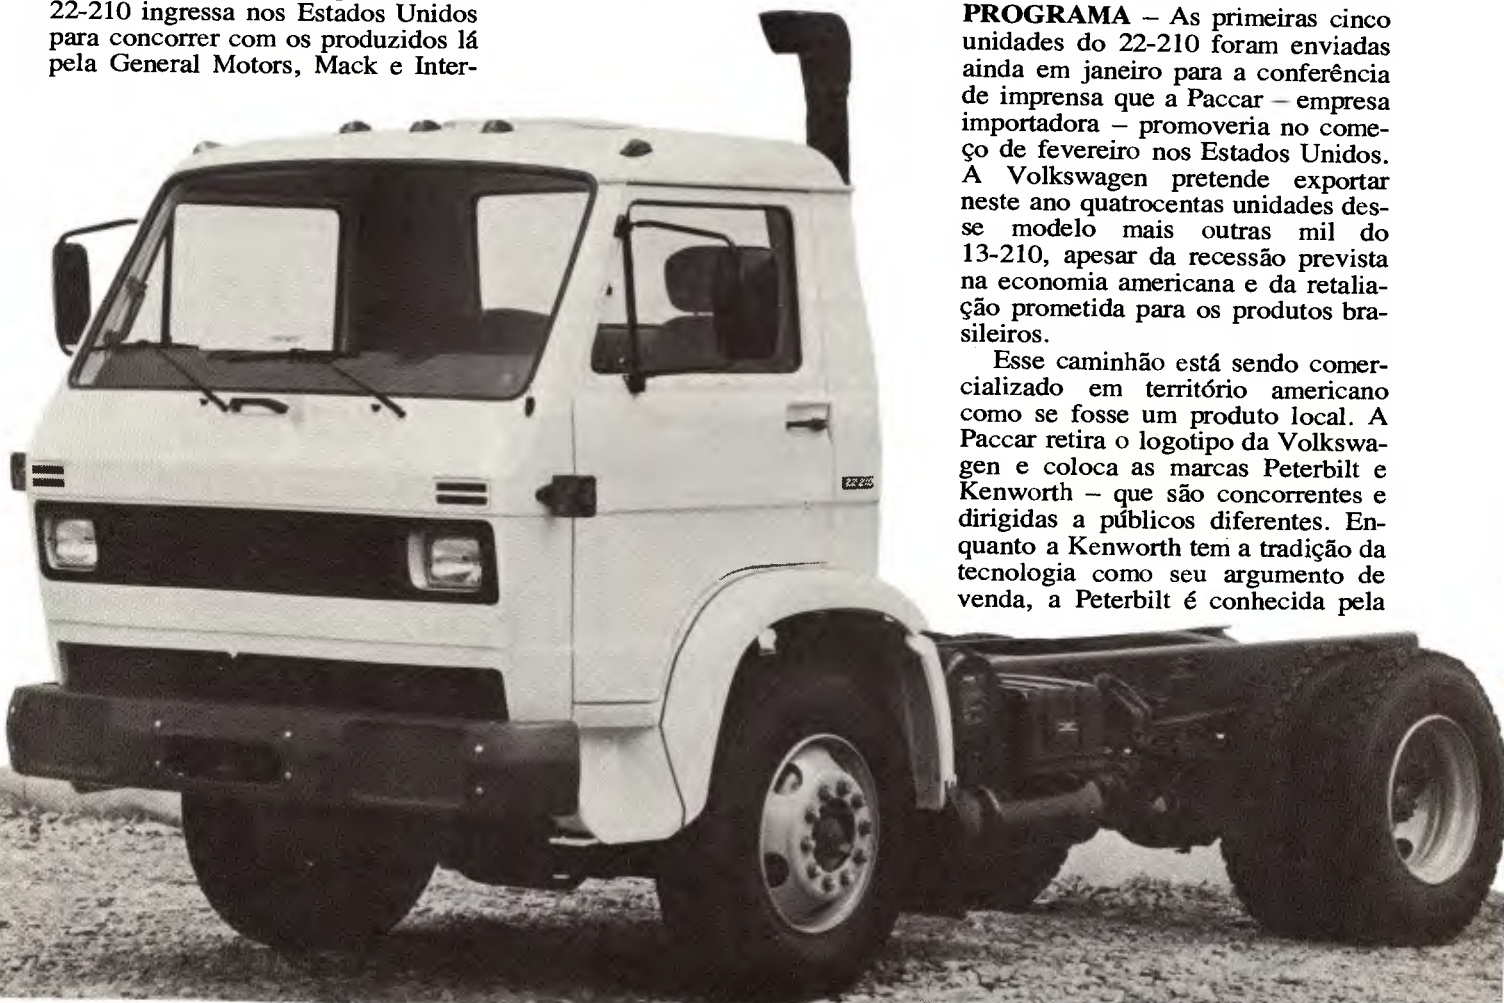 22-210 ingressa nos Estados Unidos
para concorrer com os produzidos lá
pela General Motors, Mack e Inter-
PROGRAMA – As primeiras cinco
unidades do 22-210 foram enviadas
ainda em janeiro para a conferência
de imprensa que a Paccar – empresa
importadora – promoveria no come-
ço de fevereiro nos Estados Unidos.
A Volkswagen pretende exportar
neste ano quatrocentas unidades des-
se modelo mais outras mil do
13-210, apesar da recessão prevista
na economia americana e da retalia-
ção prometida para os produtos bra-
sileiros.
Esse caminhão está sendo comer-
cializado em território americano
como se fosse um produto local. A
Paccar retira o logotipo da Volkswa-
gen e coloca as marcas Peterbilt e
Kenworth – que são concorrentes e
dirigidas a públicos diferentes. En-
quanto a Kenworth tem a tradição da
tecnologia como seu argumento de
venda, a Peterbilt é conhecida pela
22-210